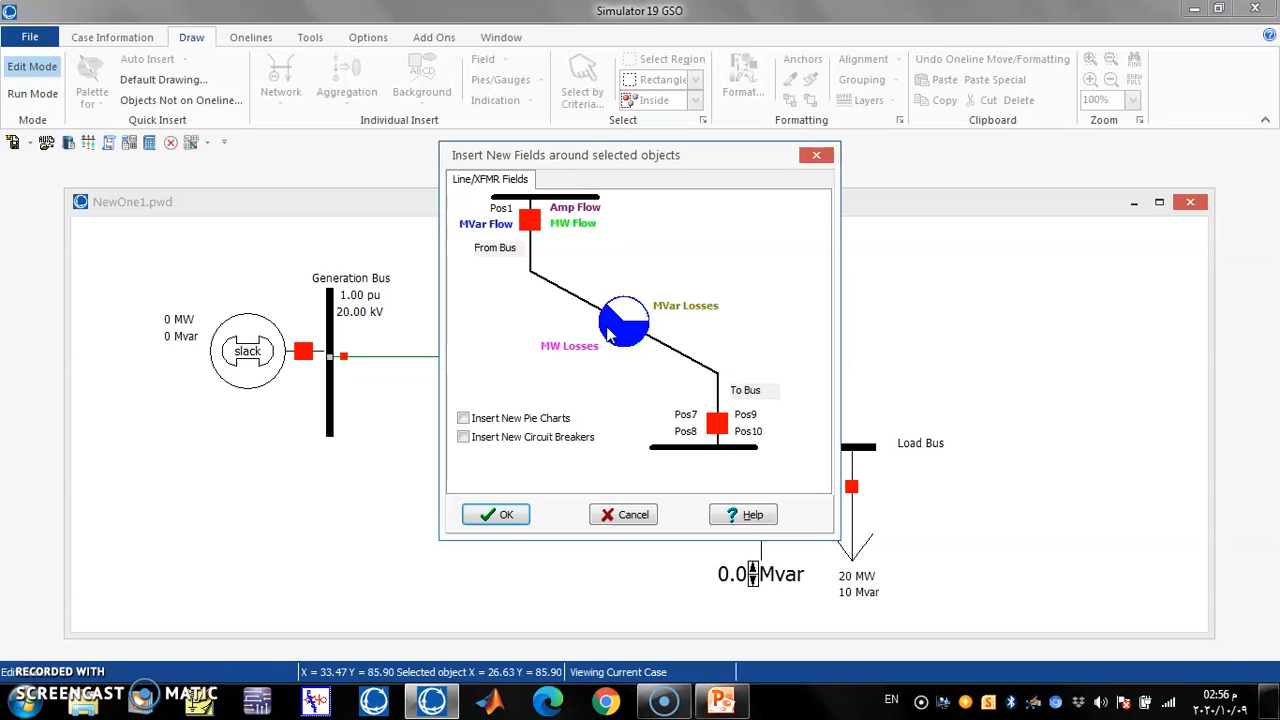 Simulator 19 GSO
File Case Information Draw Onelines Tools Options Add Ons Window
Edit Mode
Run Mode
Mode
Palette for
Auto Insert
Default Drawing...
Objects Not on Oneline...
Quick Insert
Network
Aggregation
Background
ABCD
Field
Pies/Gauges
Indication
Individual Insert
Select by Criteria...
Select Region
Rectangle
Inside
Select
Format...
Anchors
Alignment
Grouping
Layers
Formatting
Undo Oneline Move/Formatting
Paste Paste Special
Copy Cut Delete
Clipboard
100%
Zoom
NewOne1.pwd
Insert New Fields around selected objects
Line/XFMR Fields
Pos1 Amp Flow
MVar Flow MW Flow
From Bus
MVar Losses
MW Losses
To Bus
Pos7 Pos9
Pos8 Pos10
Insert New Pie Charts
Insert New Circuit Breakers
OK Cancel Help
Generation Bus
1.00 pu
20.00 kV
0 MW
0 Mvar
slack
Load Bus
0.0 Mvar
20 MW
10 Mvar
X = 33.47 Y = 85.90 Selected object X = 26.63 Y = 85.90 Viewing Current Case
RECORDED WITH
SCREENCAST MATIC
EN
02:56 م
٢٠٢٠/١٠/٠٩